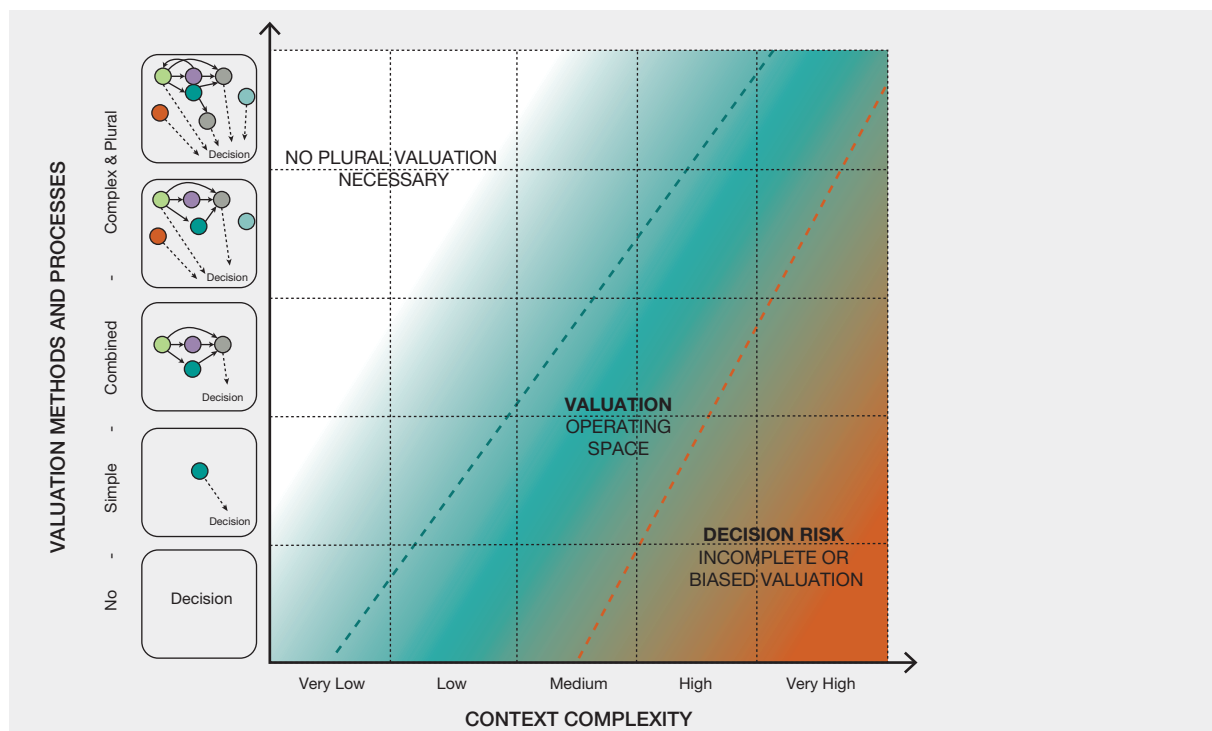 VALUATION METHODS AND PROCESSES
No - Simple - Combined - Complex & Plural
Decision
Decision
Decision
Decision
Decision
NO PLURAL VALUATION
NECESSARY
VALUATION
OPERATING
SPACE
DECISION RISK
INCOMPLETE OR
BIASED VALUATION
Very Low
Low
Medium
High
Very High
CONTEXT COMPLEXITY